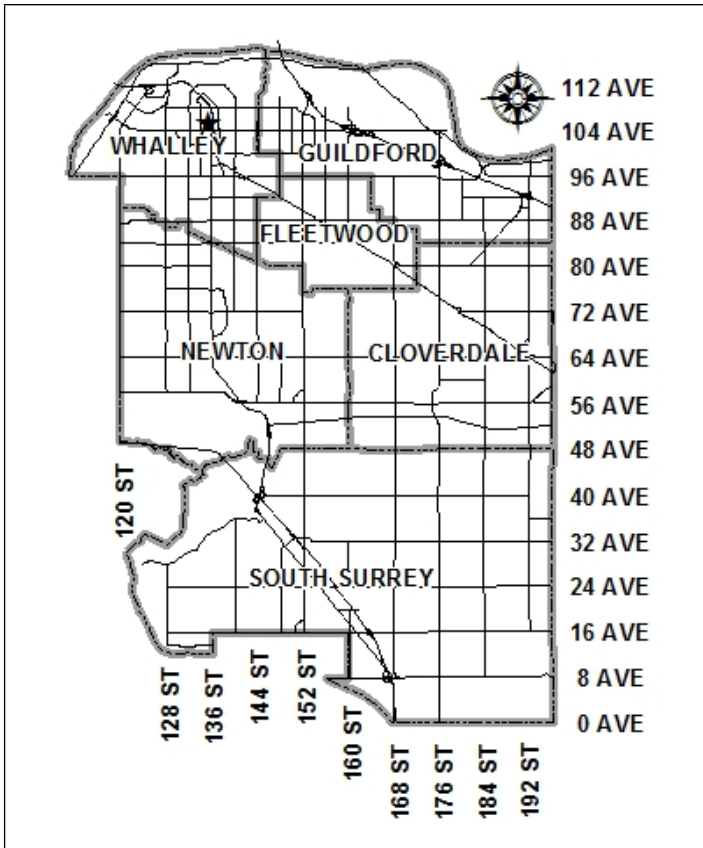 112 AVE
104 AVE
WHALLEY
GUILDFORD
96 AVE
88 AVE
FLEETWOOD
80 AVE
72 AVE
NEWTON
CLOVERDALE
64 AVE
56 AVE
48 AVE
120 ST
40 AVE
32 AVE
SOUTH SURREY
24 AVE
16 AVE
8 AVE
0 AVE
128 ST
136 ST
144 ST
152 ST
160 ST
168 ST
176 ST
184 ST
192 ST